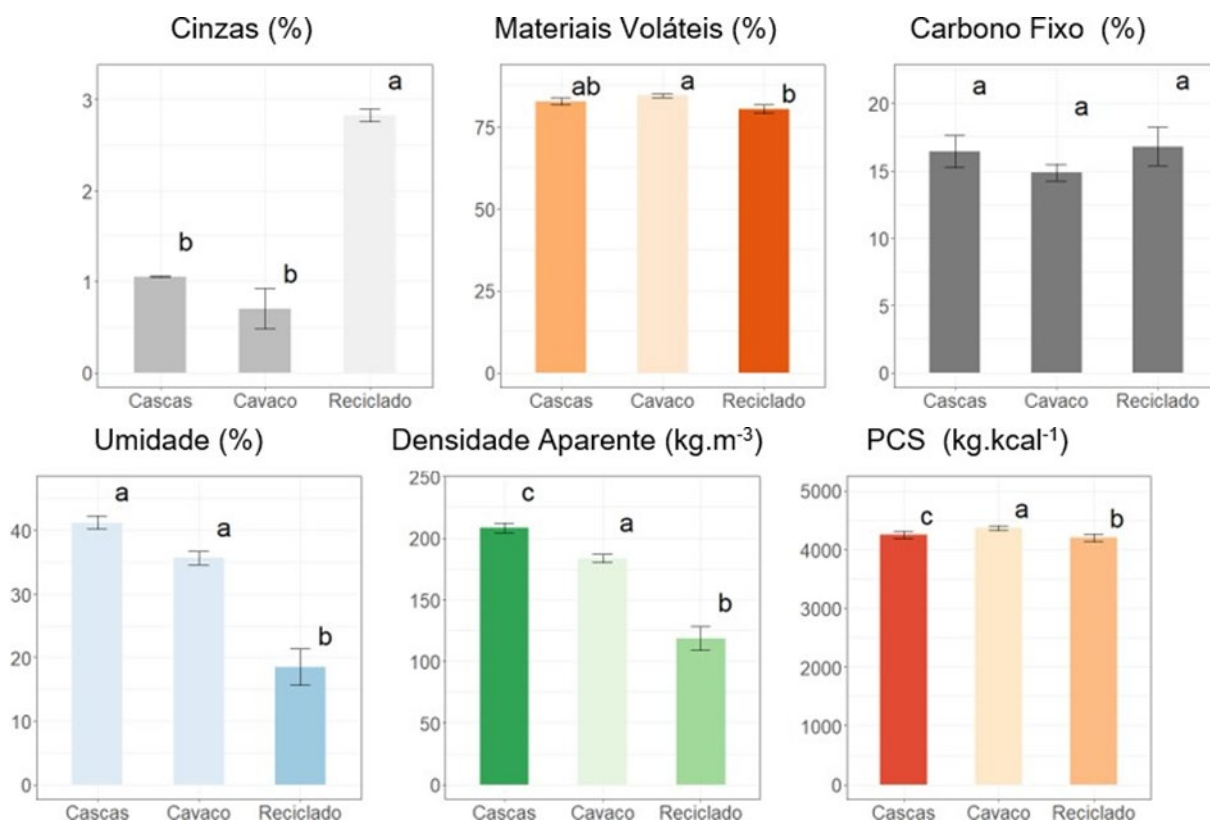 Cinzas (%)
3
2
1
0
a
b
b
Cascas Cavaco Reciclado
Materiais Voláteis (%)
75
50
25
0
ab
a
b
Cascas Cavaco Reciclado
Carbono Fixo (%)
20
15
10
5
0
a
a
a
Cascas Cavaco Reciclado
Umidade (%)
40
30
20
10
0
a
a
b
Cascas Cavaco Reciclado
Densidade Aparente (kg.m⁻³)
250
200
150
100
50
0
c
a
b
Cascas Cavaco Reciclado
PCS (kg.kcal⁻¹)
5000
4000
3000
4000
1000
0
c
a
b
Cascas Cavaco Reciclado